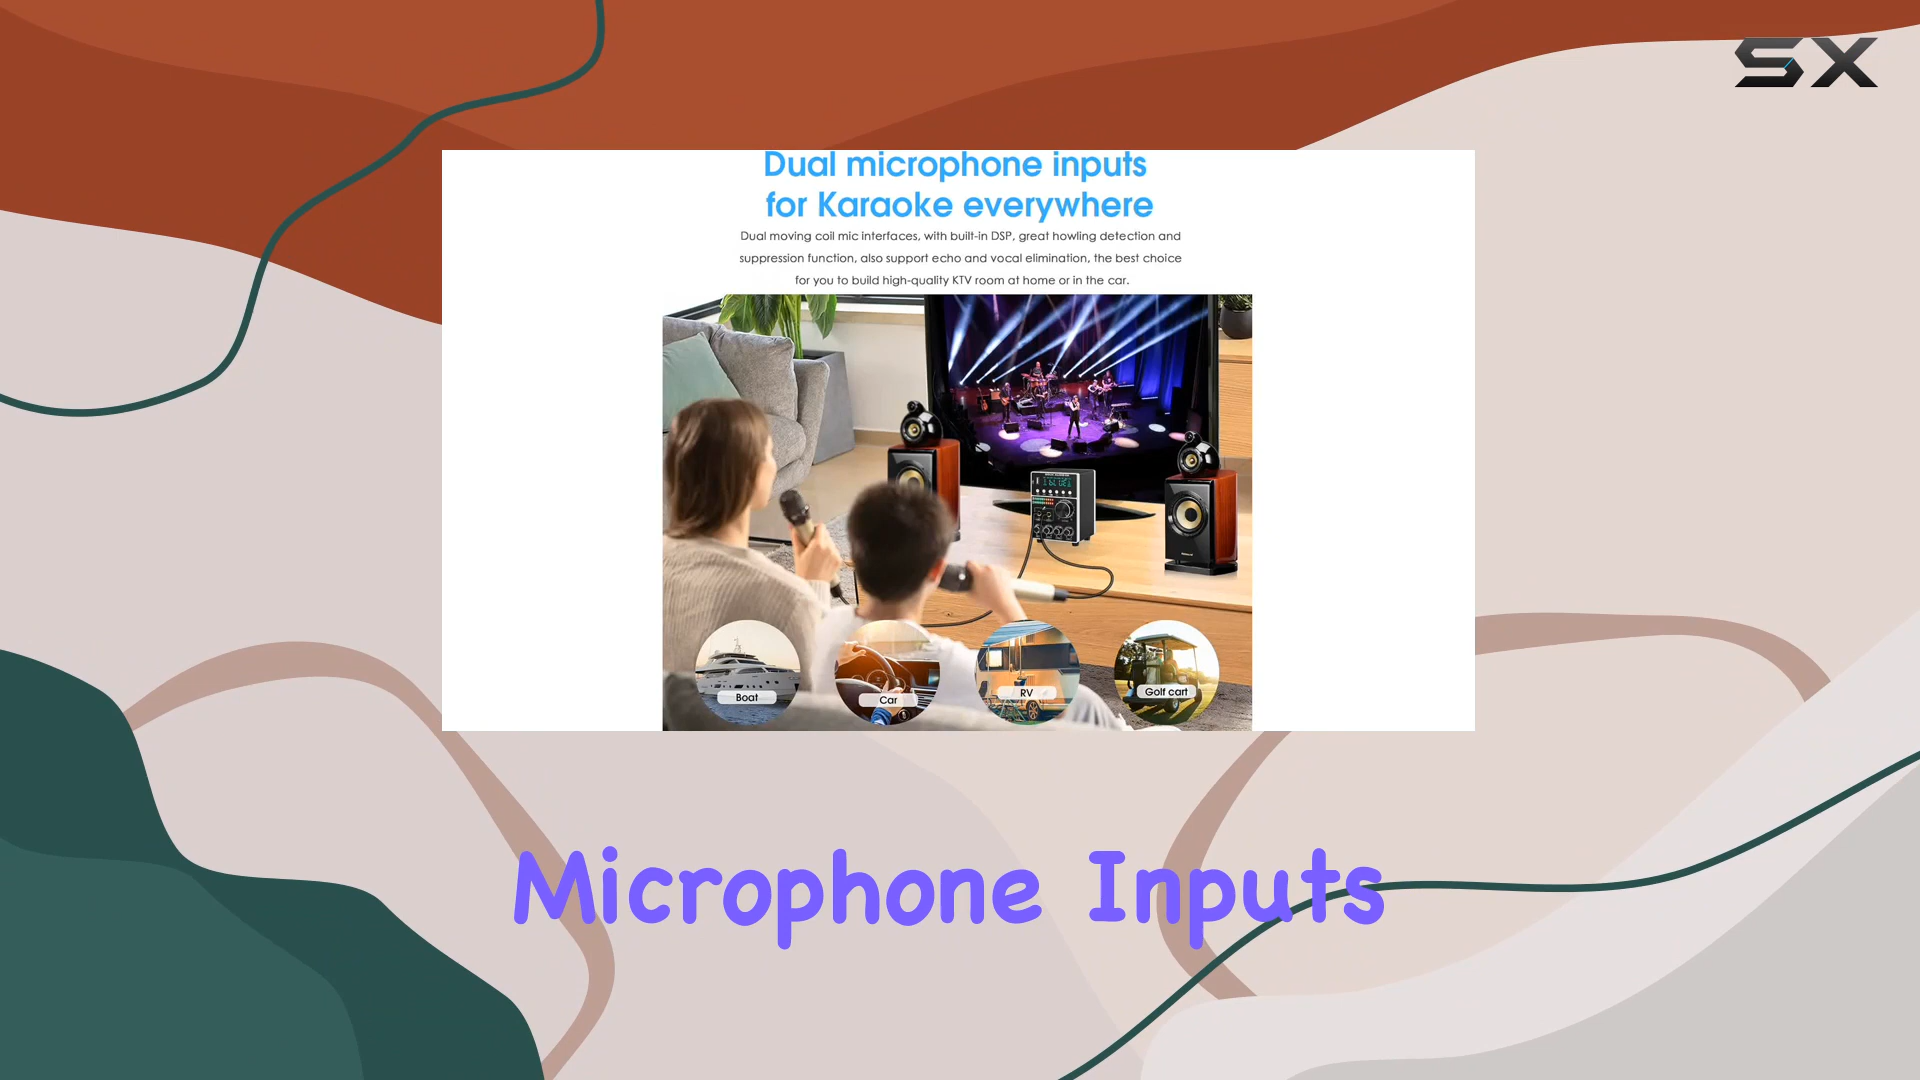 SX
Dual microphone inputs
for Karaoke everywhere
Dual moving coil mic interfaces, with built-in DSP, great howling detection and
suppression function, also support echo and vocal elimination, the best choice
for you to build high-quality KTV room at home or in the car.
Boat
Car
RV
Golf cart
Microphone Inputs